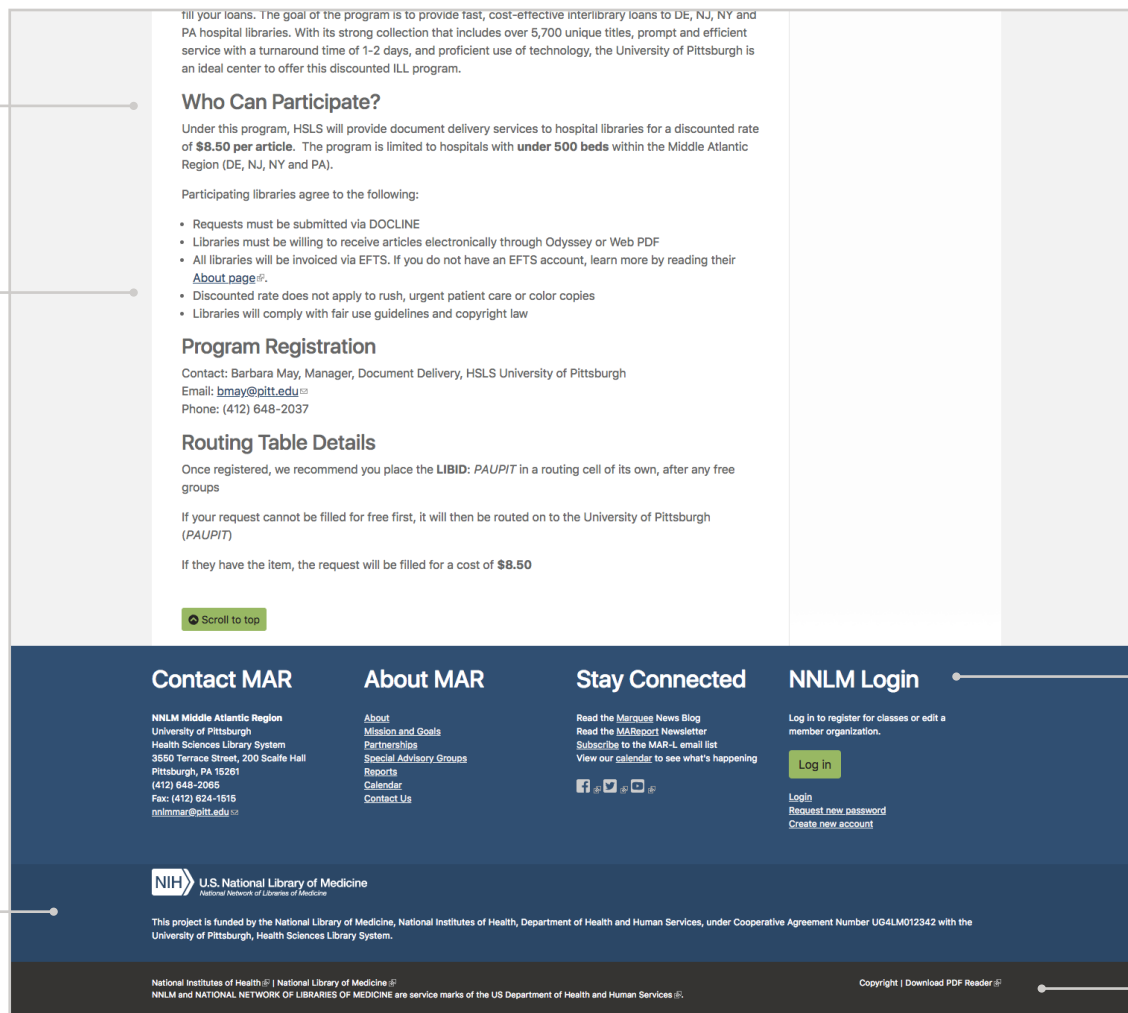 fill your loans. The goal of the program is to provide fast, cost-effective interlibrary loans to DE, NJ, NY and
PA hospital libraries. With its strong collection that includes over 5,700 unique titles, prompt and efficient
service with a turnaround time of 1-2 days, and proficient use of technology, the University of Pittsburgh is
an ideal center to offer this discounted ILL program.
Who Can Participate?
Under this program, HSLS will provide document delivery services to hospital libraries for a discounted rate
of $8.50 per article. The program is limited to hospitals with under 500 beds within the Middle Atlantic
Region (DE, NJ, NY and PA).
Participating libraries agree to the following:
• Requests must be submitted via DOCLINE
• Libraries must be willing to receive articles electronically through Odyssey or Web PDF
• All libraries will be invoiced via EFTS. If you do not have an EFTS account, learn more by reading their
About page.
• Discounted rate does not apply to rush, urgent patient care or color copies
• Libraries will comply with fair use guidelines and copyright law
Program Registration
Contact: Barbara May, Manager, Document Delivery, HSLS University of Pittsburgh
Email: bmay@pitt.edu
Phone: (412) 648-2037
Routing Table Details
Once registered, we recommend you place the LIBID: PAUPIT in a routing cell of its own, after any free
groups
If your request cannot be filled for free first, it will then be routed on to the University of Pittsburgh
(PAUPIT)
If they have the item, the request will be filled for a cost of $8.50
Scroll to top
Contact MAR
NNLM Middle Atlantic Region
University of Pittsburgh
Health Sciences Library System
3550 Terrace Street, 200 Scaife Hall
Pittsburgh, PA 15261
(412) 648-2065
Fax: (412) 624-1515
nnlmmar@pitt.edu
About MAR
About
Mission and Goals
Partnerships
Special Advisory Groups
Reports
Calendar
Contact Us
Stay Connected
Read the Marquee News Blog
Read the MAReport Newsletter
Subscribe to the MAR-L email list
View our calendar to see what's happening
NNLM Login
Log in to register for classes or edit a
member organization.
Log in
Login
Request new password
Create new account
NIH U.S. National Library of Medicine
National Network of Libraries of Medicine
This project is funded by the National Library of Medicine, National Institutes of Health, Department of Health and Human Services, under Cooperative Agreement Number UG4LM012342 with the
University of Pittsburgh, Health Sciences Library System.
National Institutes of Health | National Library of Medicine
NNLM and NATIONAL NETWORK OF LIBRARIES OF MEDICINE are service marks of the US Department of Health and Human Services.
Copyright | Download PDF Reader